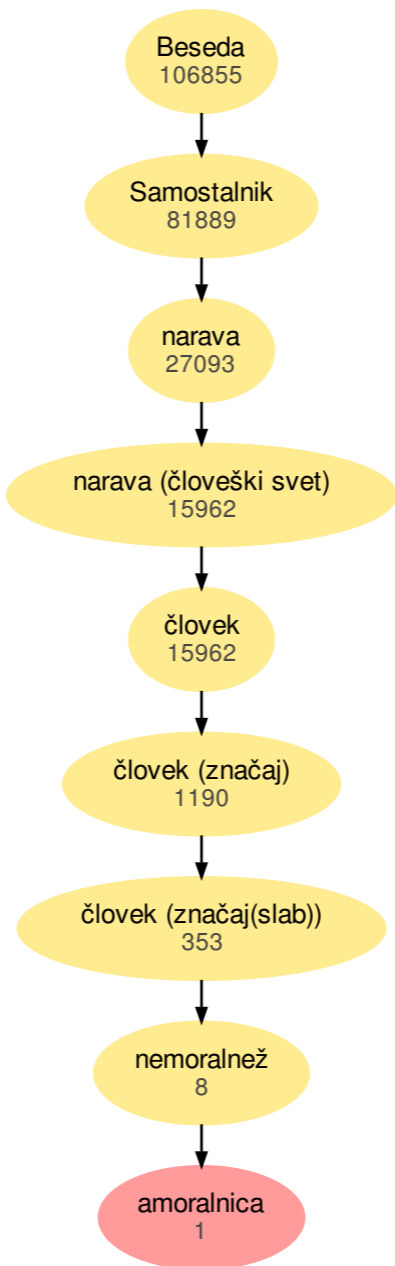 Beseda
106855
Samostalnik
81889
narava
27093
narava (človeški svet)
15962
človek
15962
človek (značaj)
1190
človek (značaj(slab))
353
nemoralnež
8
amoralnica
1